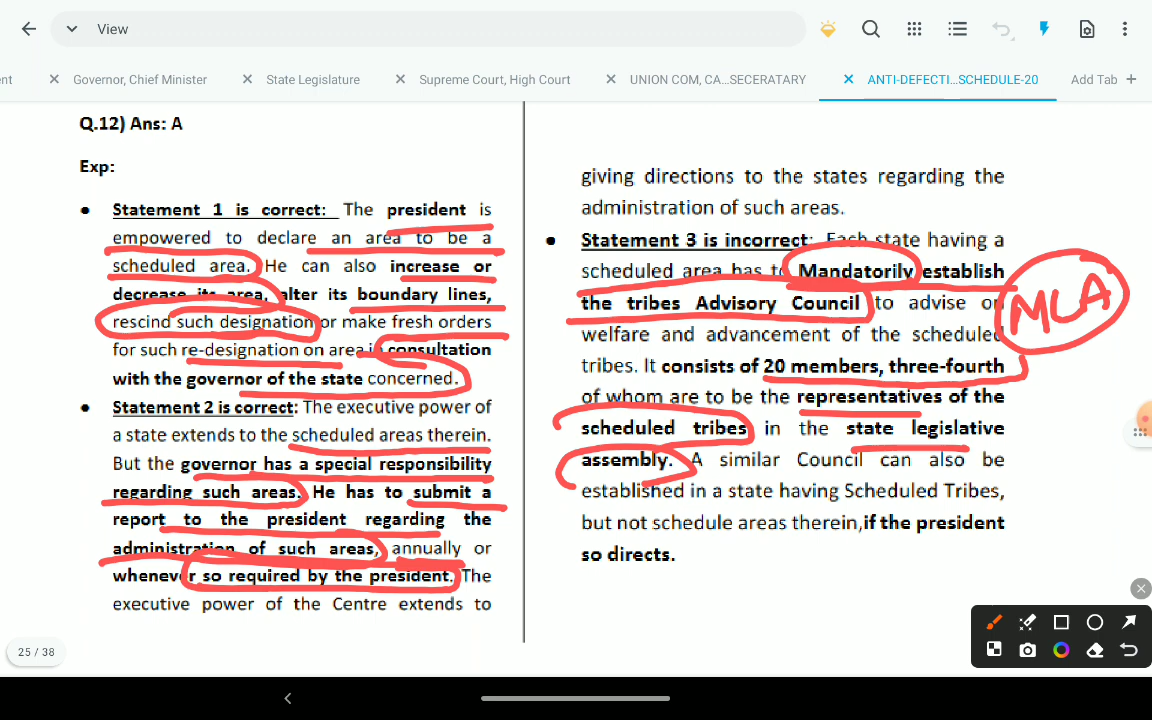 View
nt
Governor, Chief Minister
State Legislature
Supreme Court, High Court
UNION COM, CA...SECERATARY
ANTI-DEFECTI...SCHEDULE-20
Add Tab +
Q.12) Ans: A
Exp:
● Statement 1 is correct: The president is
empowered to declare an area to be a
scheduled area. He can also increase or
decrease its area, alter its boundary lines,
rescind such designation or make fresh orders
for such re-designation on area in consultation
with the governor of the state concerned.
● Statement 2 is correct: The executive power of
a state extends to the scheduled areas therein.
But the governor has a special responsibility
regarding such areas. He has to submit a
report to the president regarding the
administration of such areas, annually or
whenever so required by the president. The
executive power of the Centre extends to
giving directions to the states regarding the
administration of such areas.
● Statement 3 is incorrect: Each state having a
scheduled area has to Mandatorily establish
the tribes Advisory Council to advise on
welfare and advancement of the scheduled
tribes. It consists of 20 members, three-fourth
of whom are to be the representatives of the
scheduled tribes in the state legislative
assembly. A similar Council can also be
established in a state having Scheduled Tribes,
but not schedule areas therein,if the president
so directs.
MLA
25 / 38